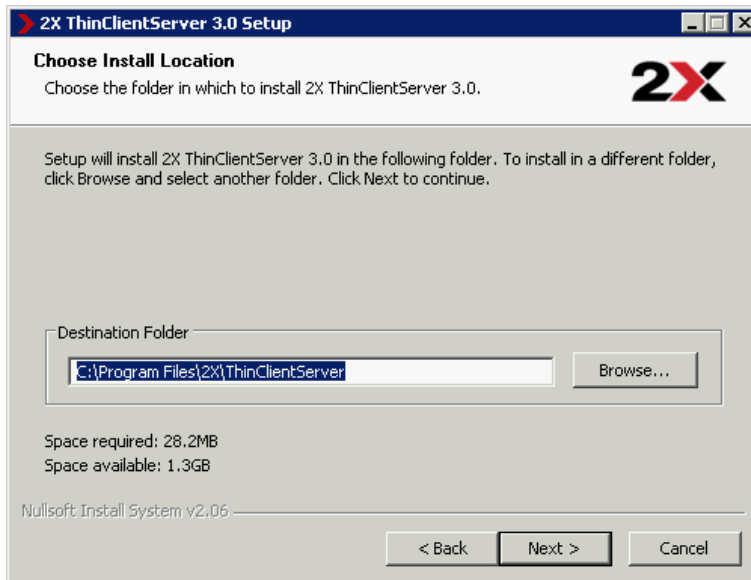 2X ThinClientServer 3.0 Setup
Choose Install Location
Choose the folder in which to install 2X ThinClientServer 3.0.
2X
Setup will install 2X ThinClientServer 3.0 in the following folder. To install in a different folder,
click Browse and select another folder. Click Next to continue.
Destination Folder
C:\Program Files\2X\ThinClientServer
Browse...
Space required: 28.2MB
Space available: 1.3GB
Nullsoft Install System v2.06
< Back Next > Cancel